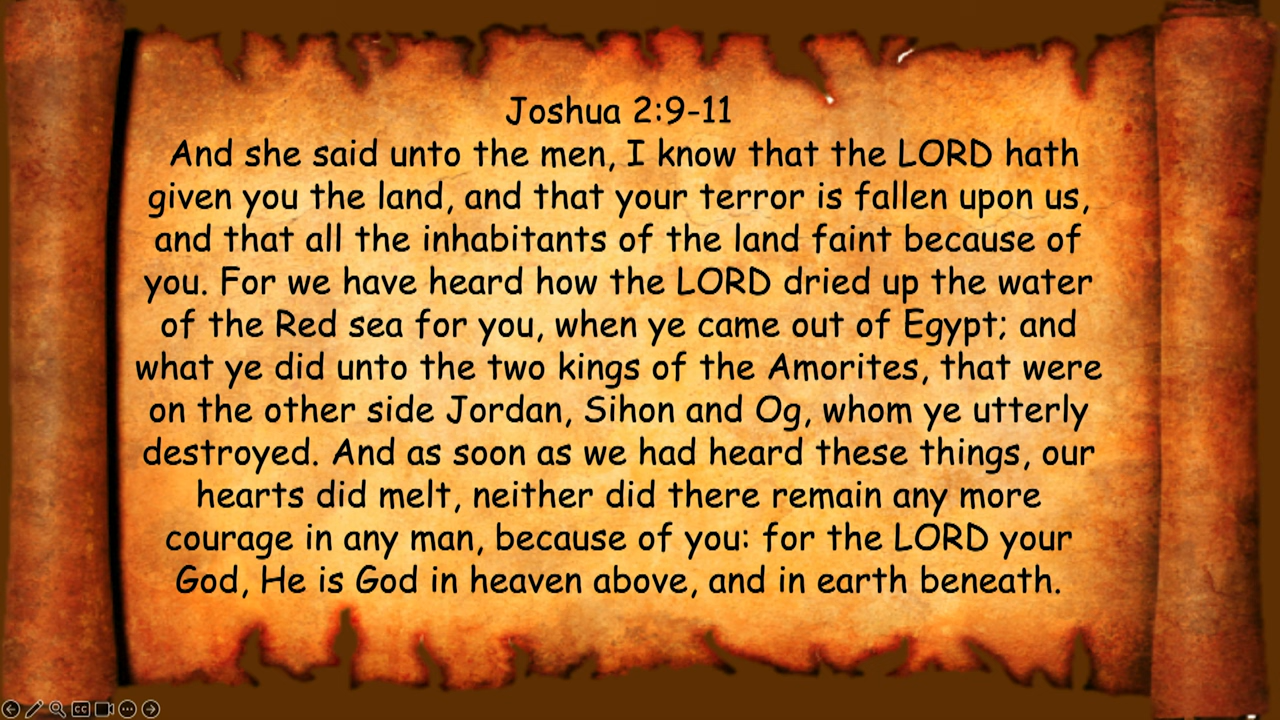 Joshua 2:9-11
And she said unto the men, I know that the LORD hath
given you the land, and that your terror is fallen upon us,
and that all the inhabitants of the land faint because of
you. For we have heard how the LORD dried up the water
of the Red sea for you, when ye came out of Egypt; and
what ye did unto the two kings of the Amorites, that were
on the other side Jordan, Sihon and Og, whom ye utterly
destroyed. And as soon as we had heard these things, our
hearts did melt, neither did there remain any more
courage in any man, because of you: for the LORD your
God, He is God in heaven above, and in earth beneath.
CC